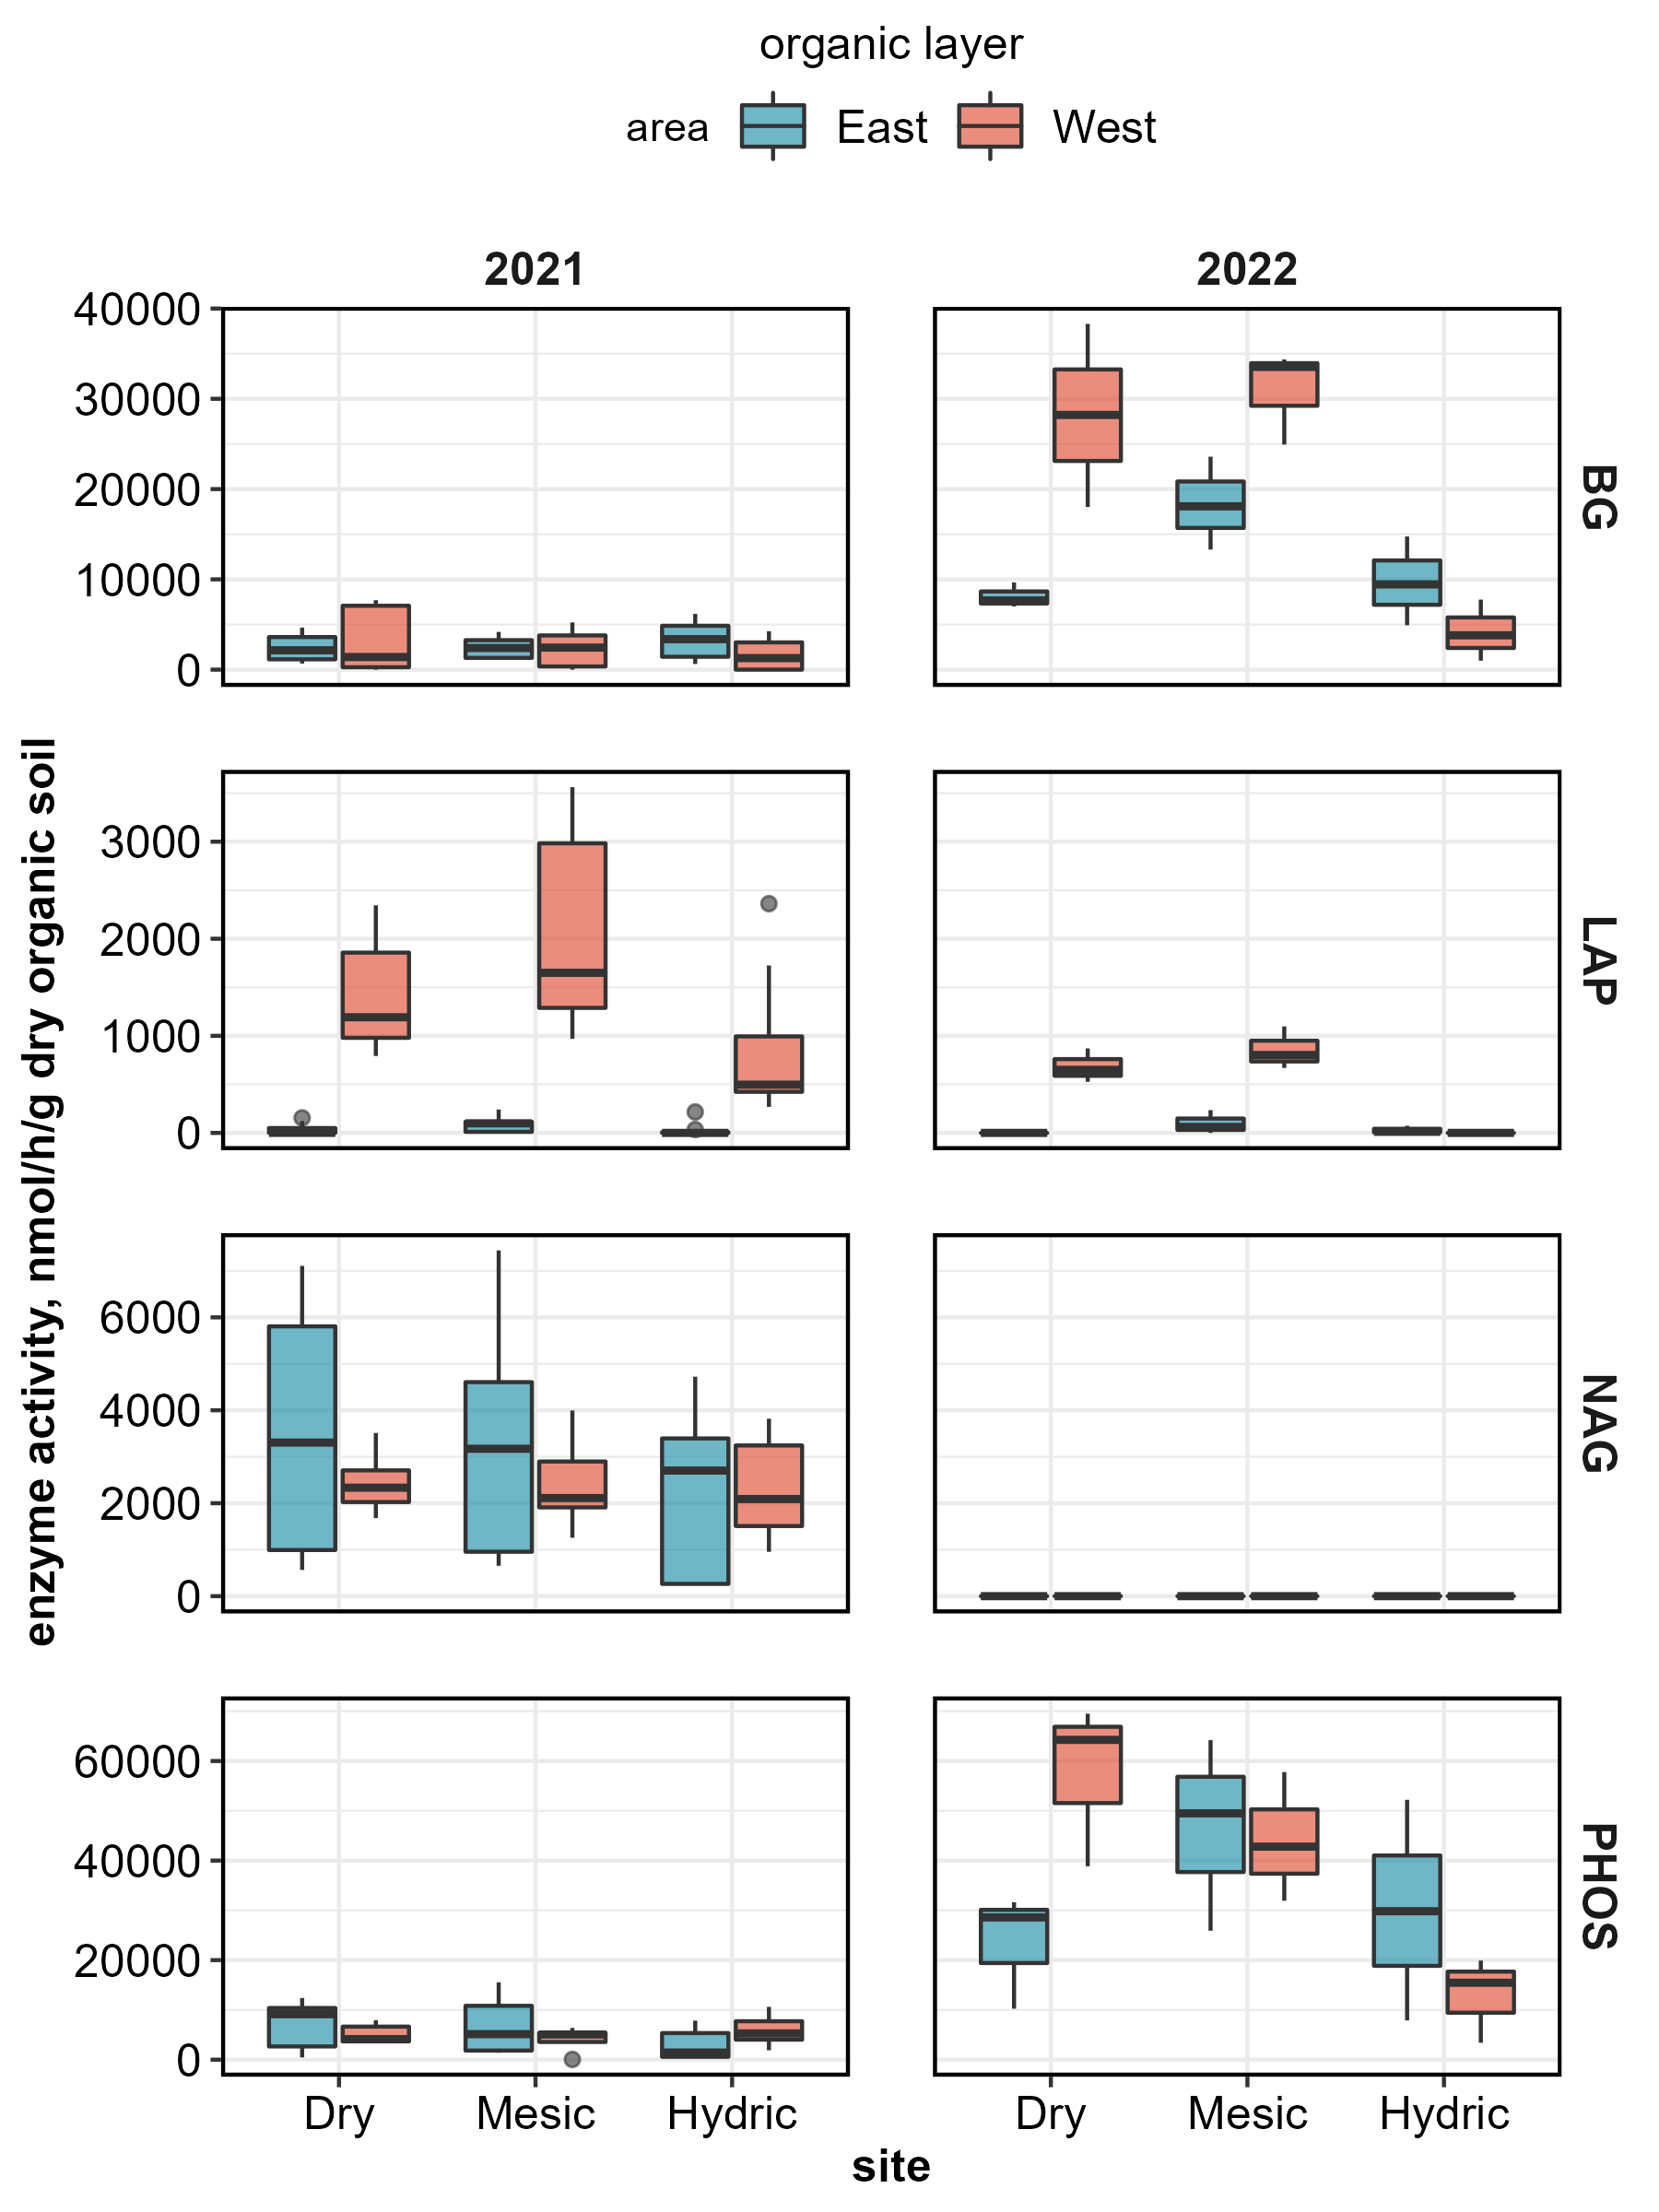 organic layer
area East West
2021 2022
40000
30000
20000
10000
0
BG
3000
2000
1000
0
LAP
6000
4000
2000
0
NAG
60000
40000
20000
0
PHOS
enzyme activity, nmol/h/g dry organic soil
Dry Mesic Hydric Dry Mesic Hydric
site